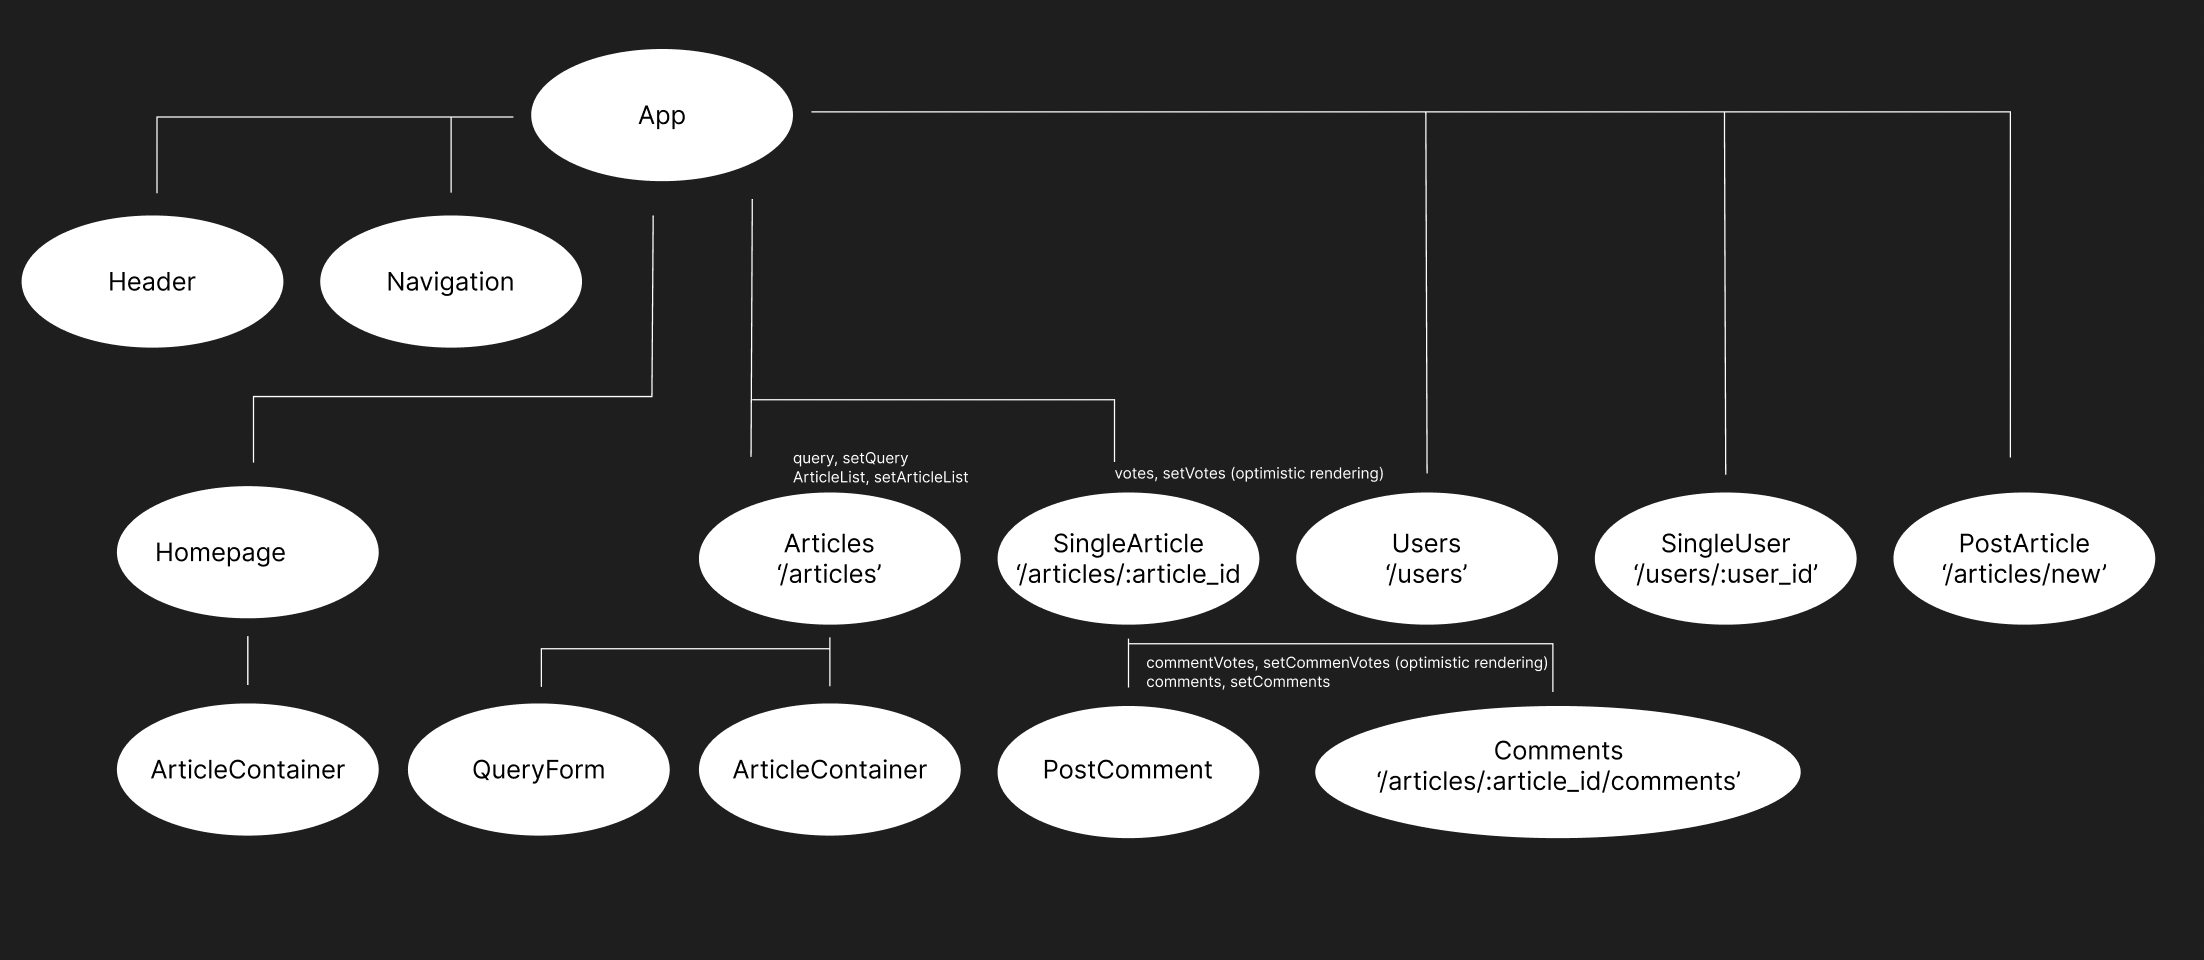 App
Header
Navigation
query, setQuery
ArticleList, setArticleList
votes, setVotes (optimistic rendering)
Homepage
Articles
‘/articles’
SingleArticle
‘/articles/:article_id
Users
‘/users’
SingleUser
‘/users/:user_id’
PostArticle
‘/articles/new’
commentVotes, setCommenVotes (optimistic rendering)
comments, setComments
ArticleContainer
QueryForm
ArticleContainer
PostComment
Comments
‘/articles/:article_id/comments’